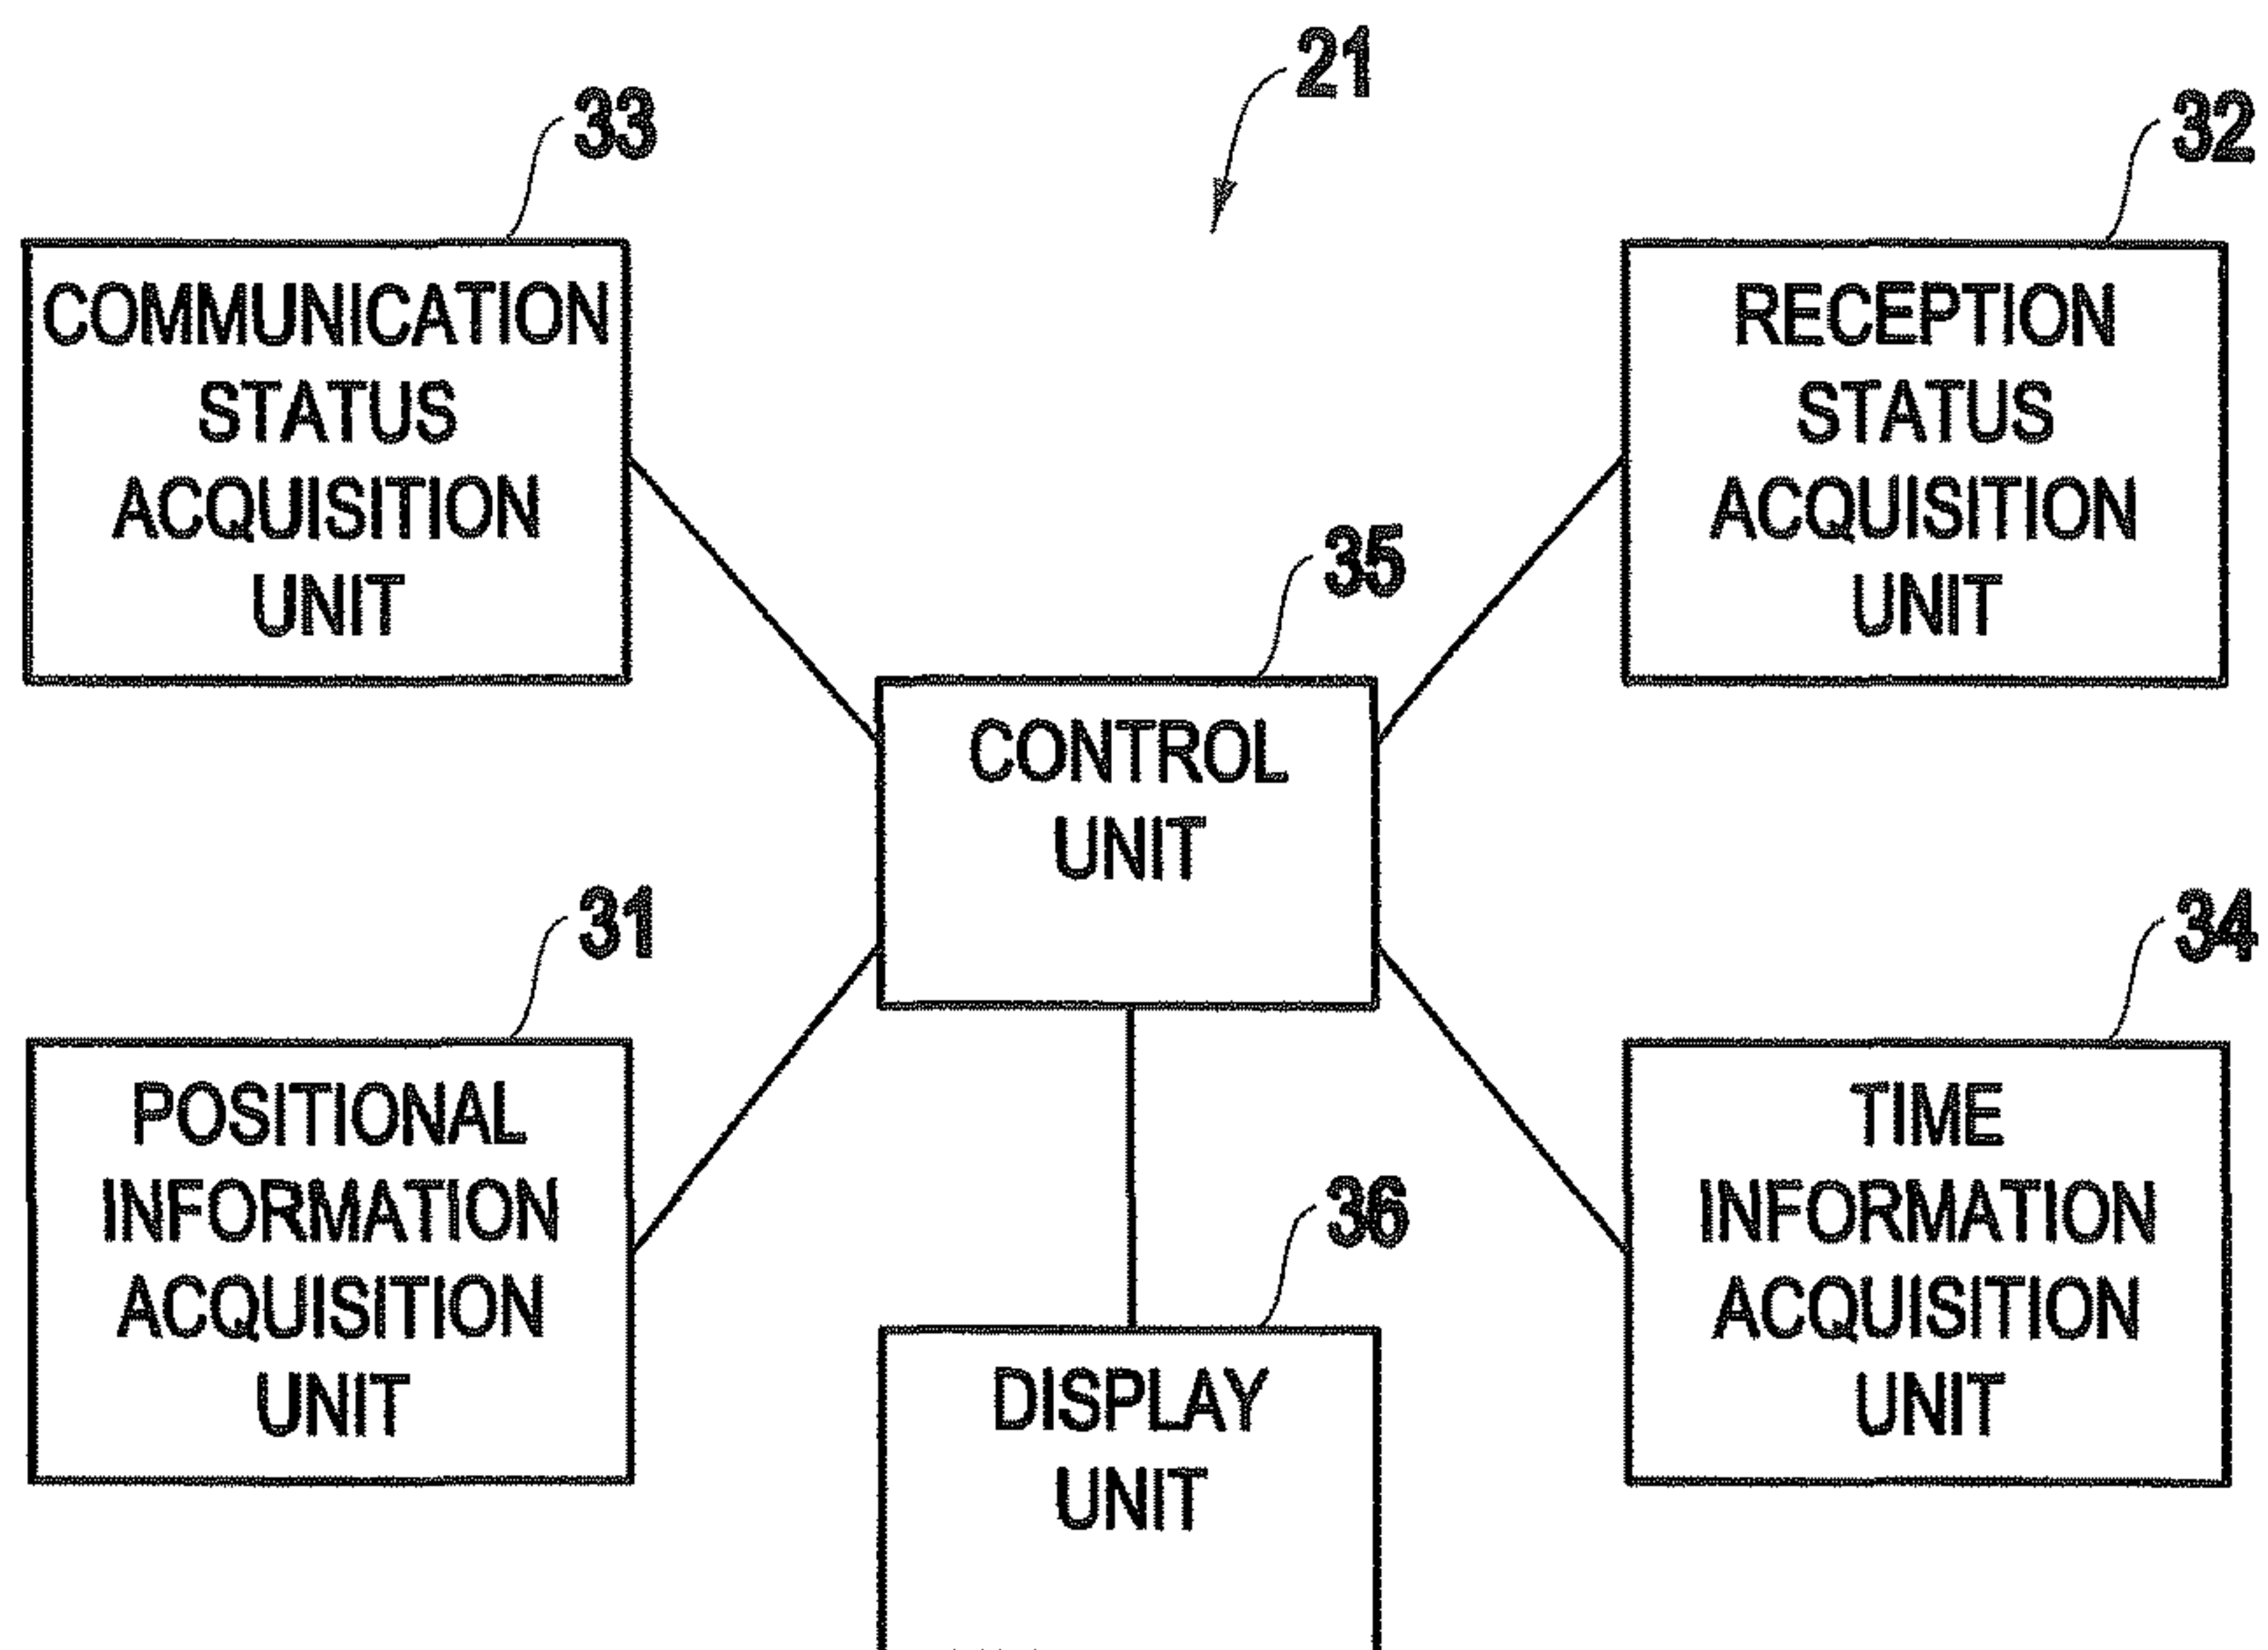 21
33
COMMUNICATION
STATUS
ACQUISITION
UNIT
32
RECEPTION
STATUS
ACQUISITION
UNIT
35
CONTROL
UNIT
31
POSITIONAL
INFORMATION
ACQUISITION
UNIT
34
TIME
INFORMATION
ACQUISITION
UNIT
36
DISPLAY
UNIT